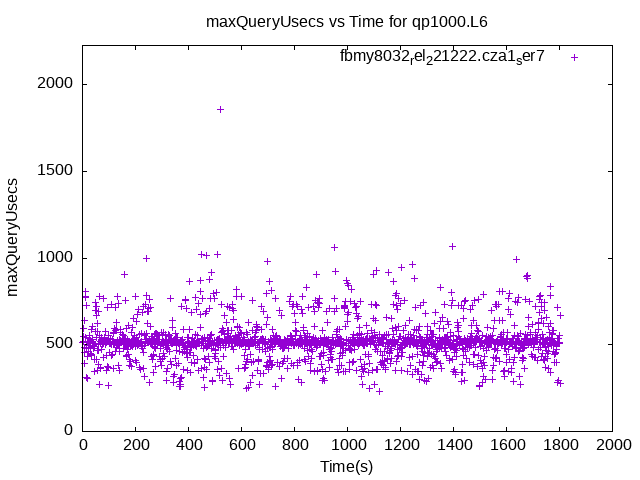 maxQueryUsecs vs Time for qp1000.L6
fbmy8032rel221222.cza1ser7
2000
1500
1000
500
0
maxQueryUsecs
0 200 400 600 800 1000 1200 1400 1600 1800 2000
Time(s)